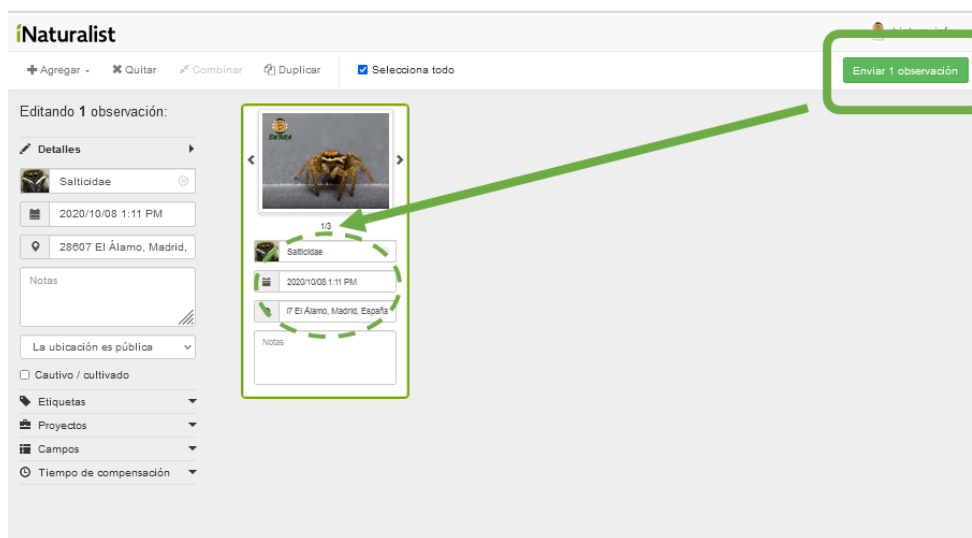 iNaturalist
Agregar
Quitar
Combinar
Duplicar
Selecciona todo
Enviar 1 observación
Editando 1 observación:
Detalles
Salticidae
2020/10/08 1:11 PM
28607 El Álamo, Madrid,
Notas
La ubicación es pública
Cautivo / cultivado
Etiquetas
Proyectos
Campos
Tiempo de compensación
1/3
Salticidae
2020/10/08 1:11 PM
El Álamo, Madrid, España
Notas